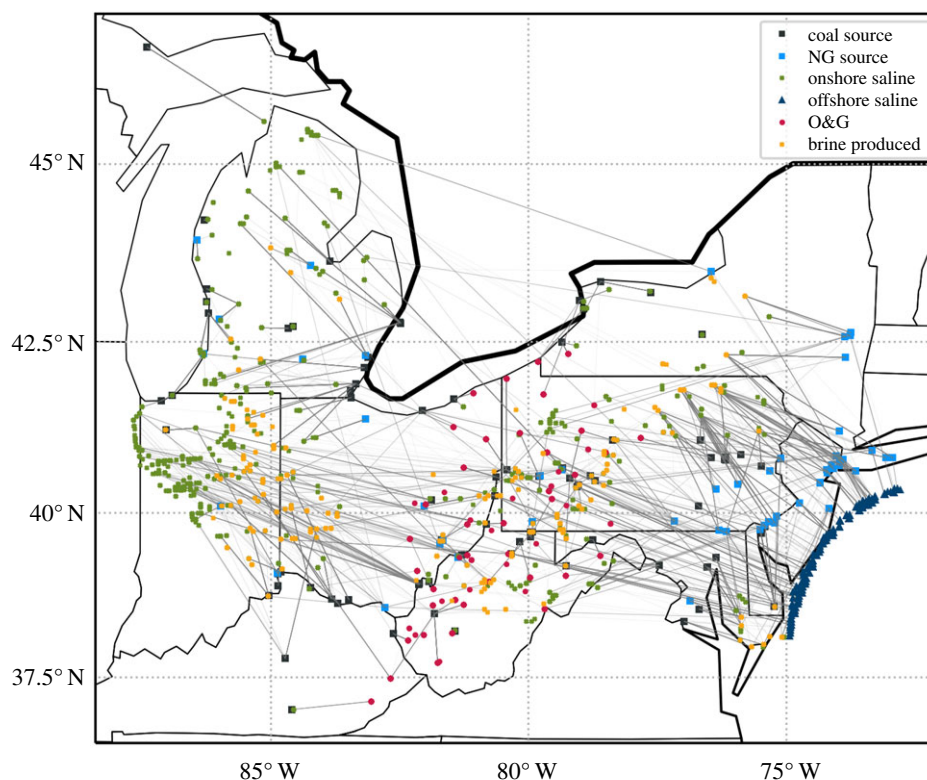 coal source
NG source
onshore saline
offshore saline
O&G
brine produced
45° N
42.5° N
40° N
37.5° N
85° W
80° W
75° W